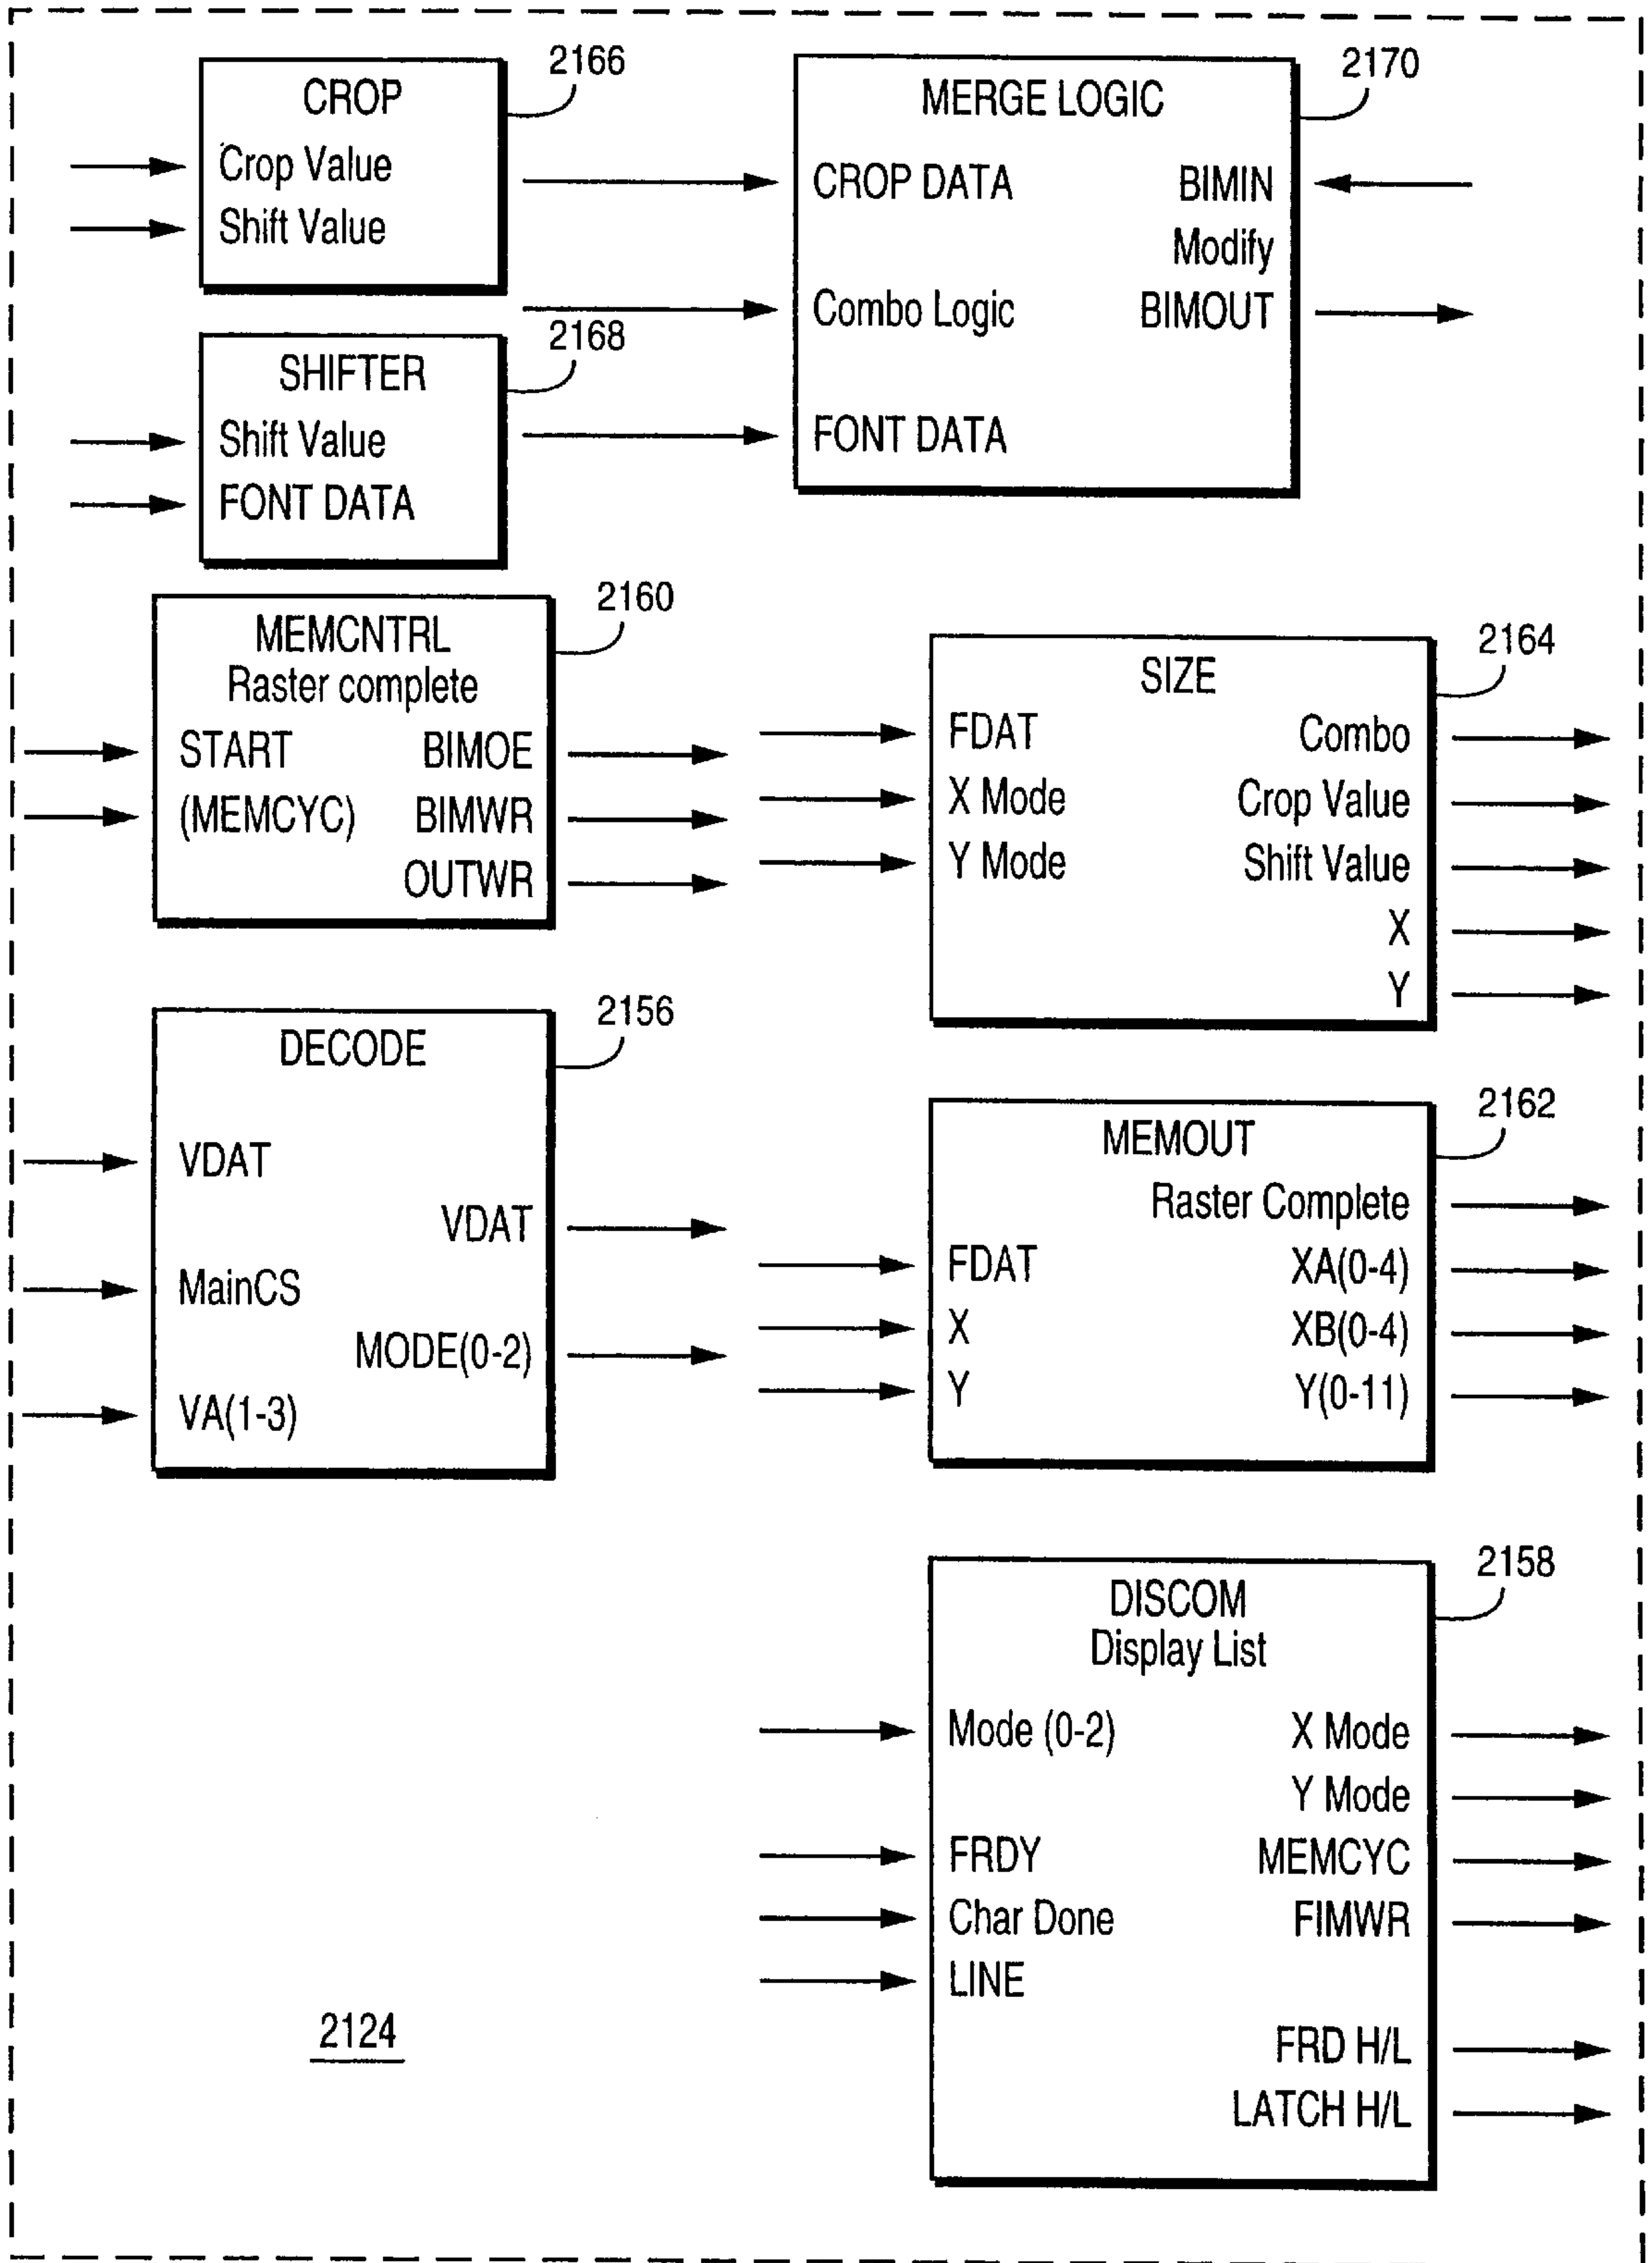 2166
CROP
Crop Value
Shift Value
2170
MERGE LOGIC
CROP DATA
BIMIN
Modify
Combo Logic
BIMOUT
FONT DATA
2168
SHIFTER
Shift Value
FONT DATA
2160
MEMCNTRL
Raster complete
START
BIMOE
(MEMCYC)
BIMWR
OUTWR
2164
SIZE
FDAT
Combo
X Mode
Crop Value
Y Mode
Shift Value
X
Y
2156
DECODE
VDAT
VDAT
MainCS
MODE(0-2)
VA(1-3)
2162
MEMOUT
Raster Complete
FDAT
XA(0-4)
X
XB(0-4)
Y
Y(0-11)
2158
DISCOM
Display List
Mode (0-2)
X Mode
Y Mode
FRDY
MEMCYC
Char Done
FIMWR
LINE
FRD H/L
LATCH H/L
2124